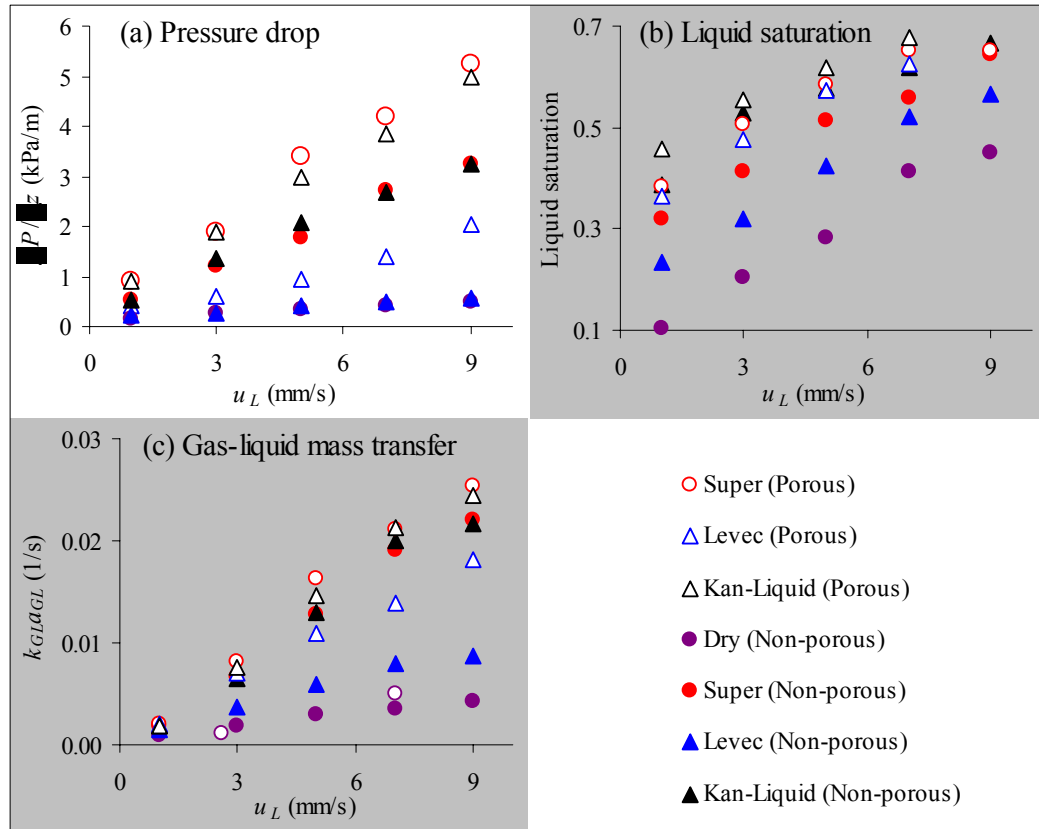 (a) Pressure drop
6
5
4
3
2
1
0
P/ z (kPa/m)
0 3 6 9
u L (mm/s)
(b) Liquid saturation
0.7
0.5
0.3
0.1
Liquid saturation
0 3 6 9
u L (mm/s)
(c) Gas-liquid mass transfer
0.03
0.02
0.01
0.00
k GL a GL (1/s)
0 3 6 9
u L (mm/s)
Super (Porous)
Levec (Porous)
Kan-Liquid (Porous)
Dry (Non-porous)
Super (Non-porous)
Levec (Non-porous)
Kan-Liquid (Non-porous)